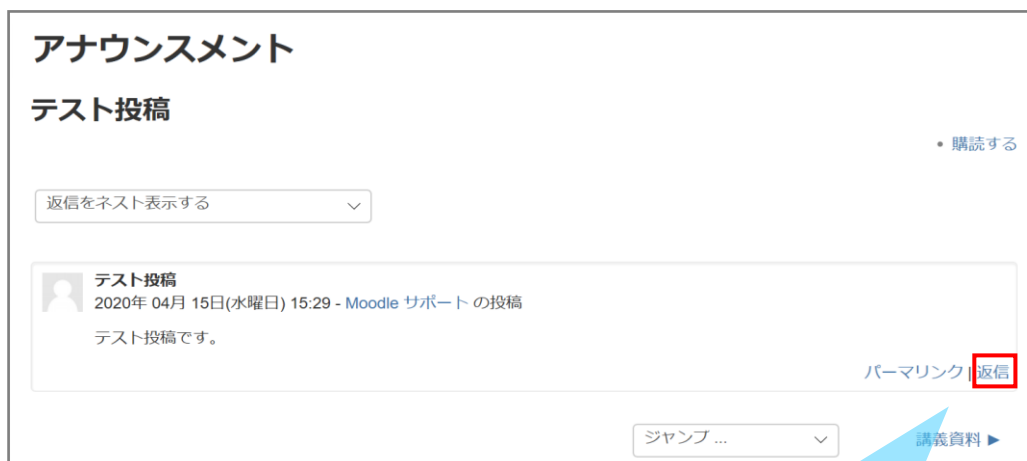 アナウンスメント
テスト投稿
• 購読する
返信をネスト表示する
テスト投稿
2020年 04月 15日(水曜日) 15:29 - Moodle サポート の投稿
テスト投稿です。
パーマリンク | 返信
ジャンプ ...
講義資料 ▶